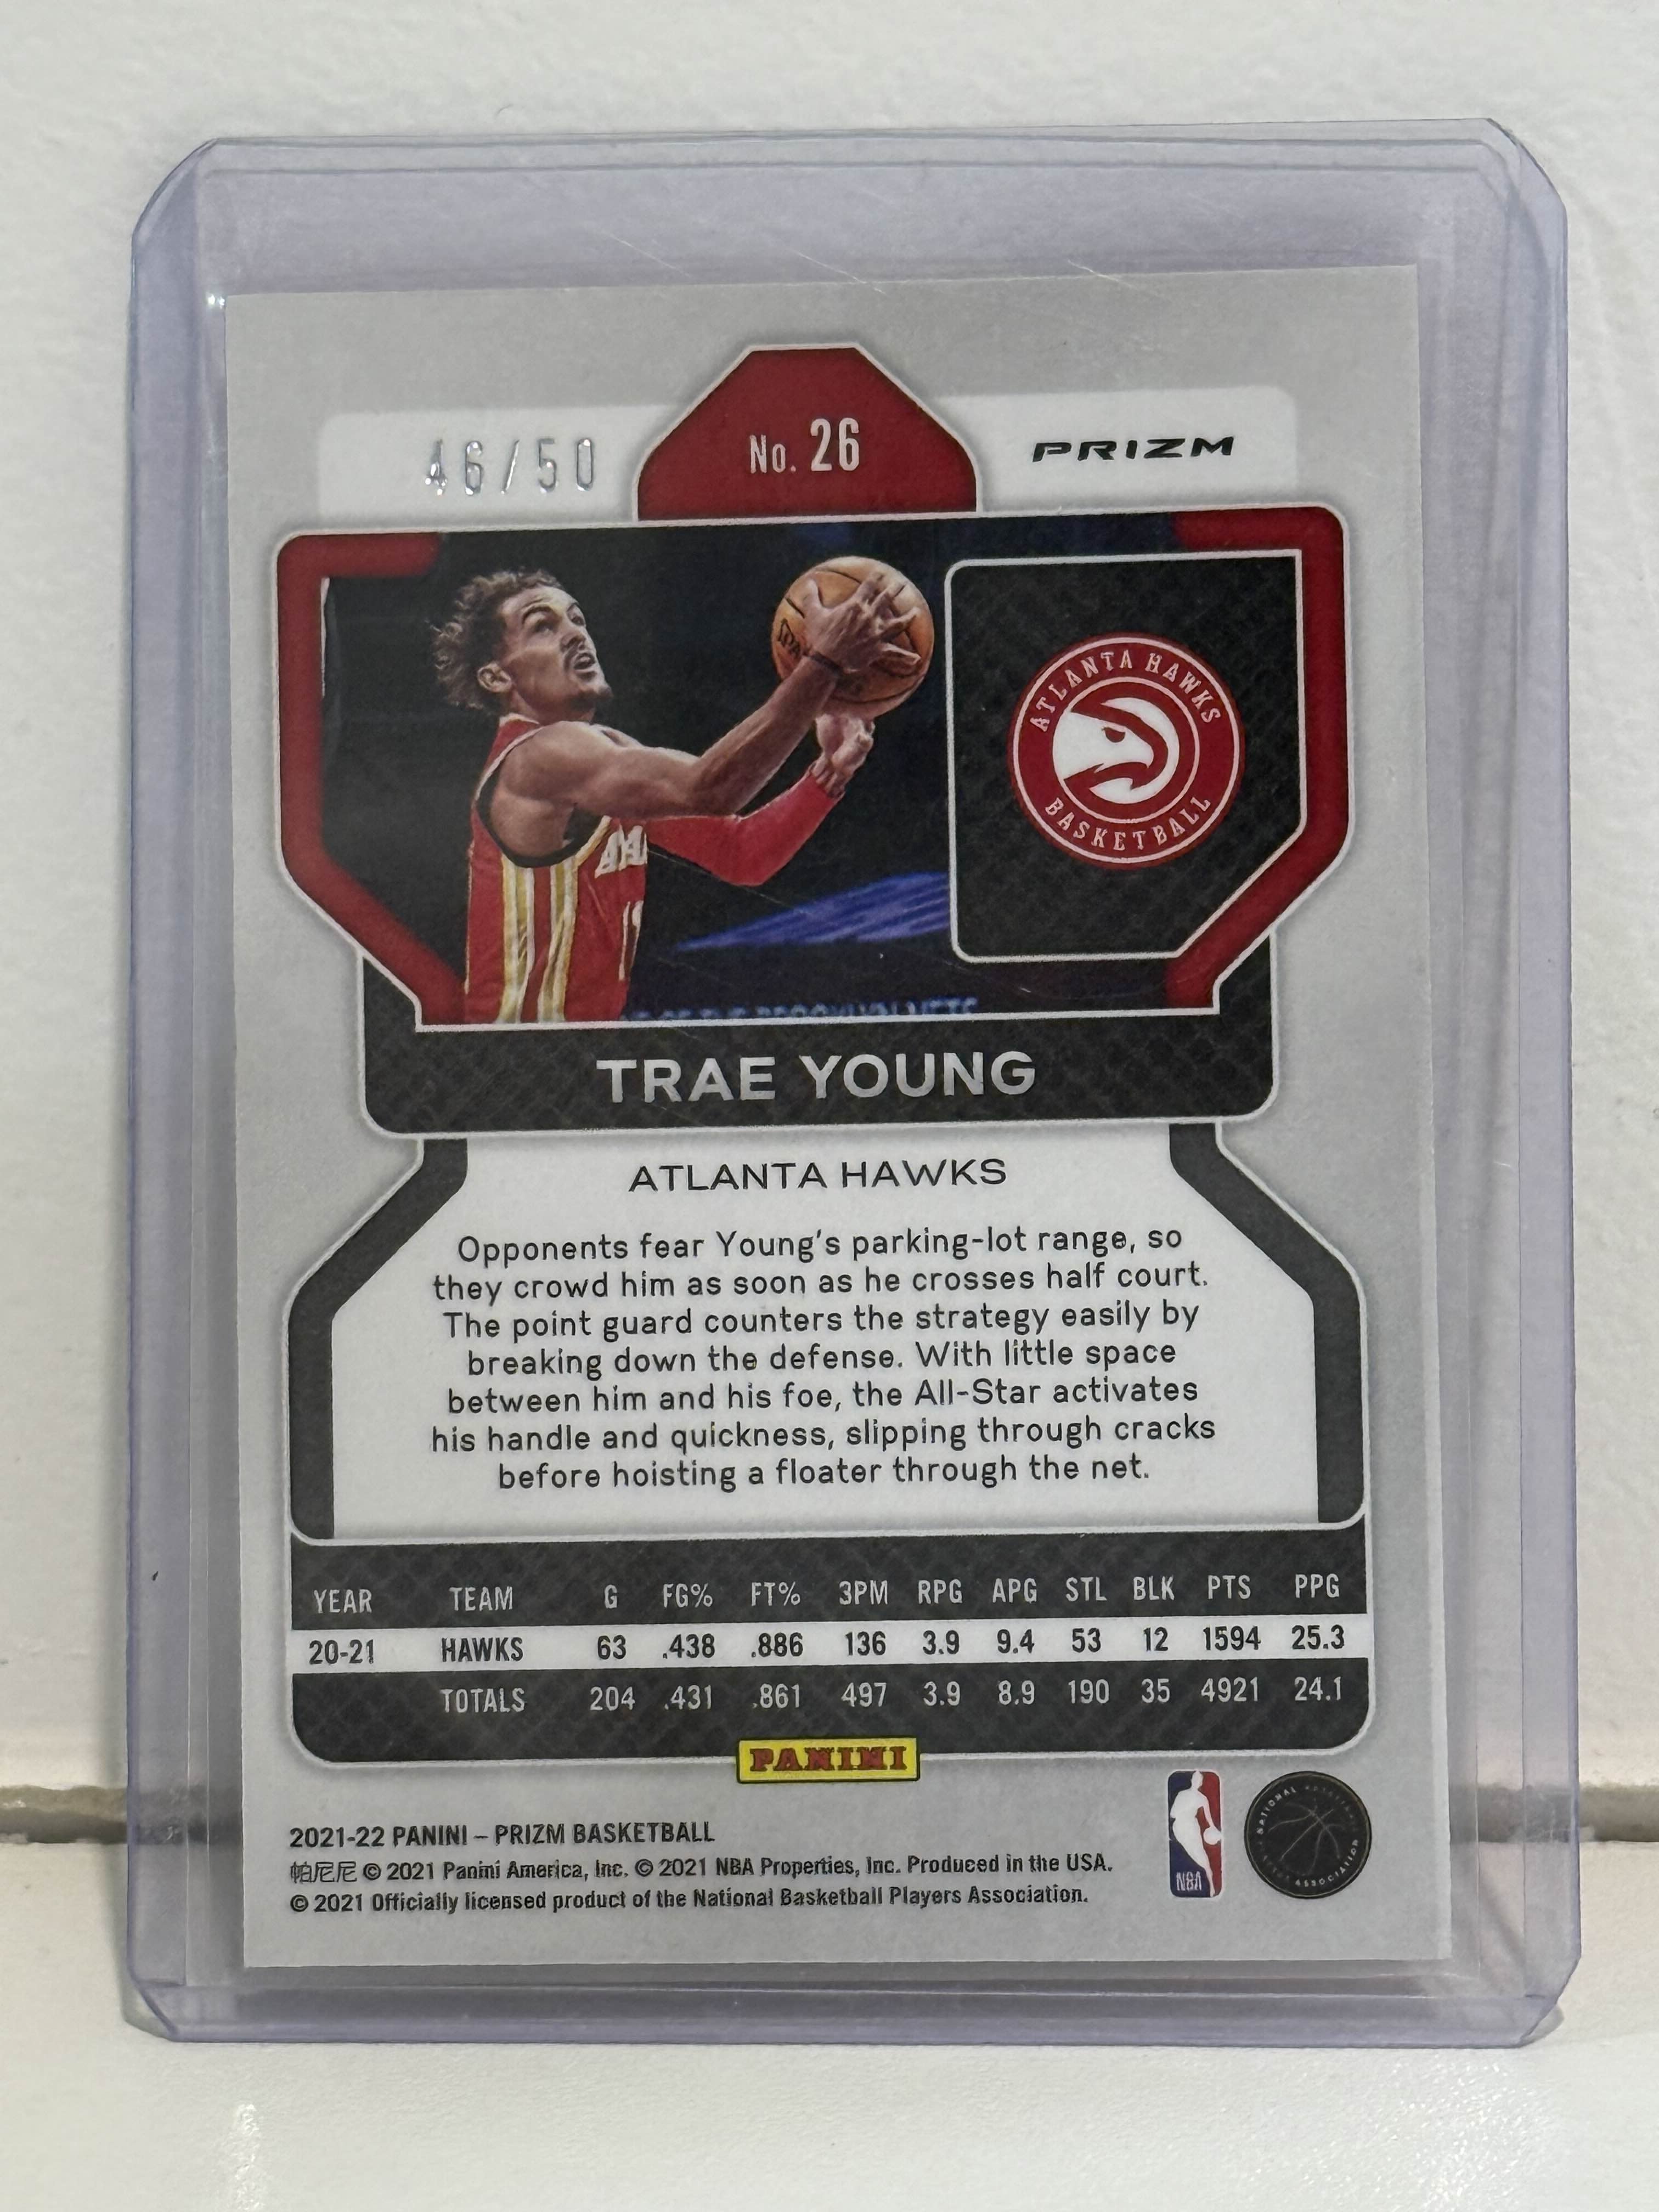 46/50
No. 26
PRIZM
ATLANTA HAWKS
BASKETBALL
TRAE YOUNG
ATLANTA HAWKS
Opponents fear Young's parking-lot range, so
they crowd him as soon as he crosses half court.
The point guard counters the strategy easily by
breaking down the defense. With little space
between him and his foe, the All-Star activates
his handle and quickness, slipping through cracks
before hoisting a floater through the net.
YEAR TEAM G FG% FT% 3PM RPG APG STL BLK PTS PPG
20-21 HAWKS 63 .438 .886 136 3.9 9.4 53 12 1594 25.3
TOTALS 204 .431 .861 497 3.9 8.9 190 35 4921 24.1
PANINI
2021-22 PANINI – PRIZM BASKETBALL
帕尼尼 © 2021 Panini America, Inc. © 2021 NBA Properties, Inc. Produced in the USA.
© 2021 Officially licensed product of the National Basketball Players Association.
NBA
NATIONAL BASKETBALL
PLAYERS ASSOCIATION